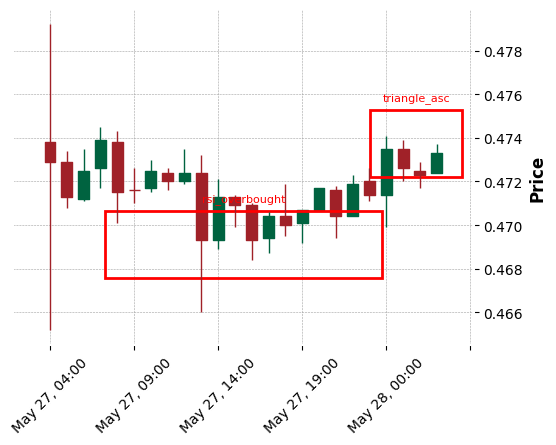 triangle_asc
0.478
0.476
0.474
0.472
0.470
0.468
0.466
Price
May 27, 04:00
May 27, 09:00
May 27, 14:00
May 27, 19:00
May 28, 00:00